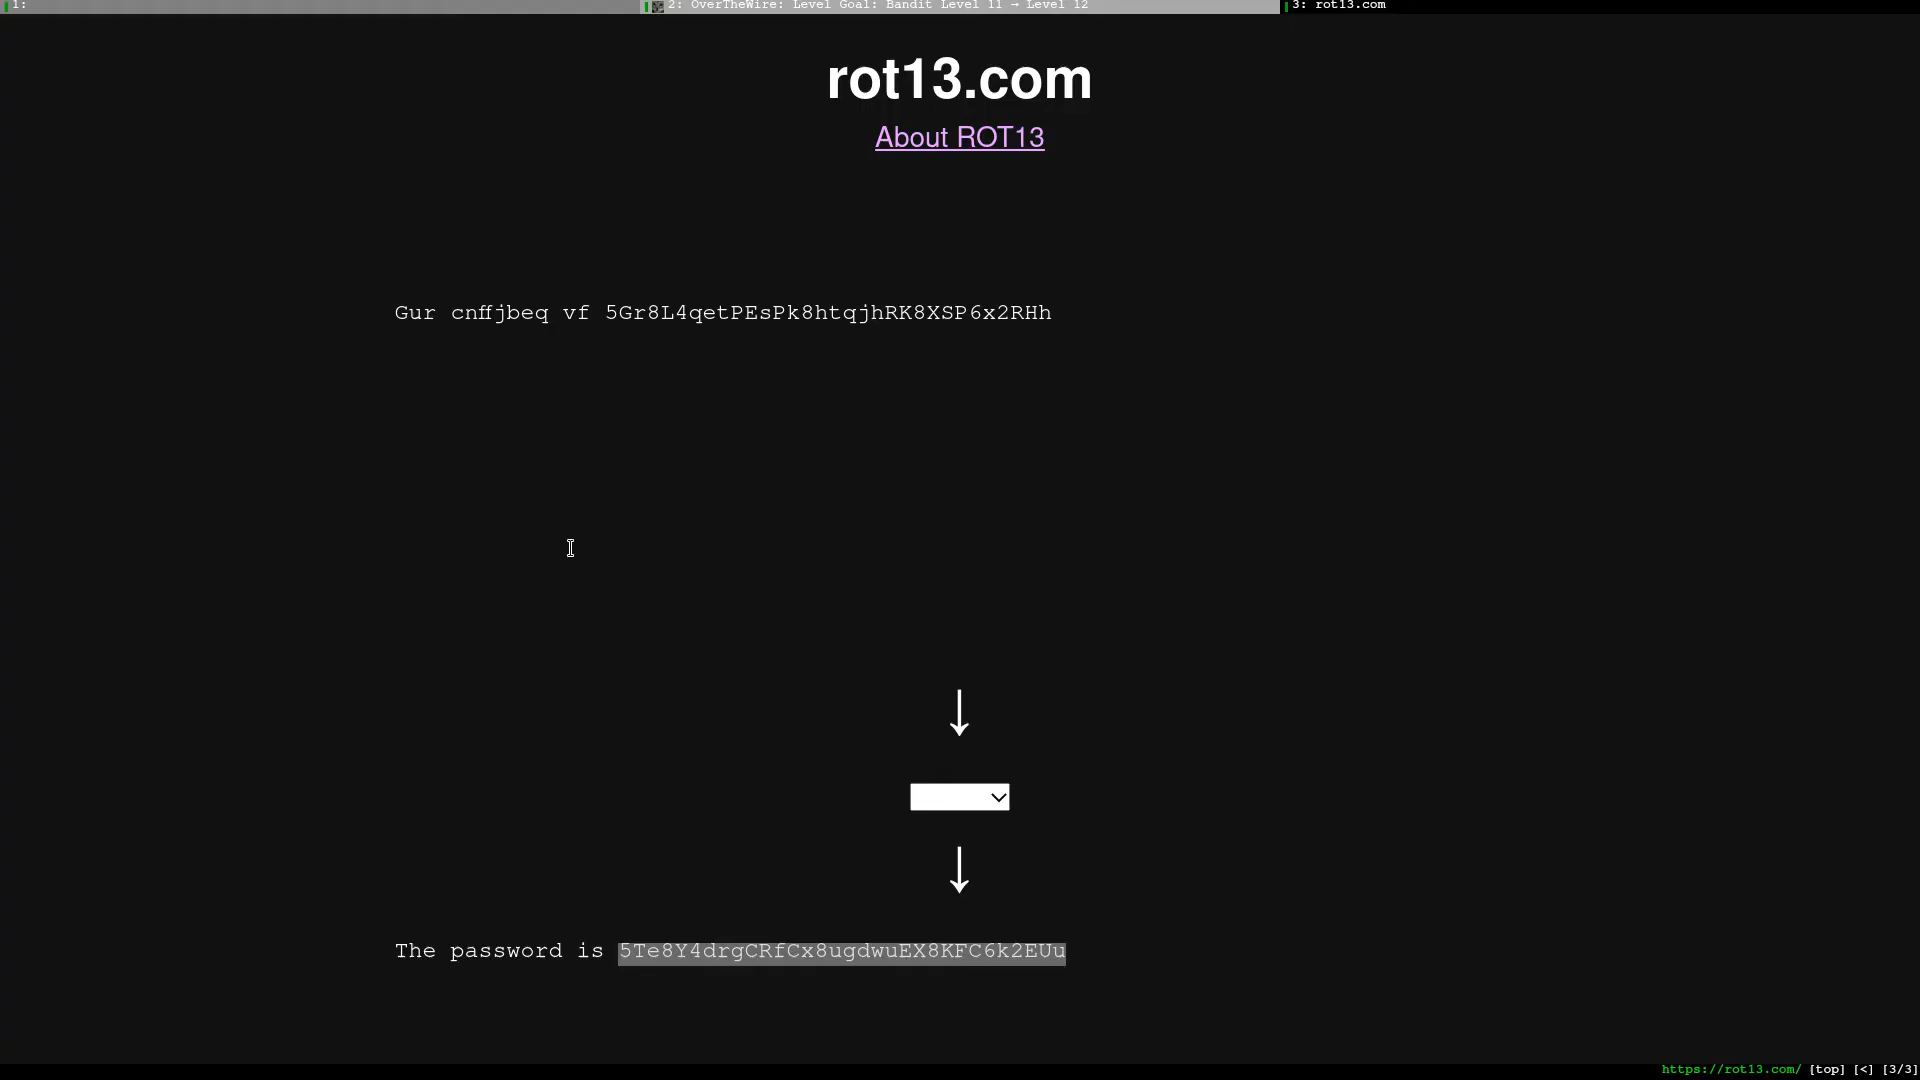 1:
2: OverTheWire: Level Goal: Bandit Level 11 → Level 12
3: rot13.com
rot13.com
About ROT13
Gur cnffjbeq vf 5Gr8L4qetPEsPk8htqjhRK8XSP6x2RHh
The password is 5Te8Y4drgCRfCx8ugdwuEX8KFC6k2EUu
https://rot13.com/ [top] [<] [3/3]